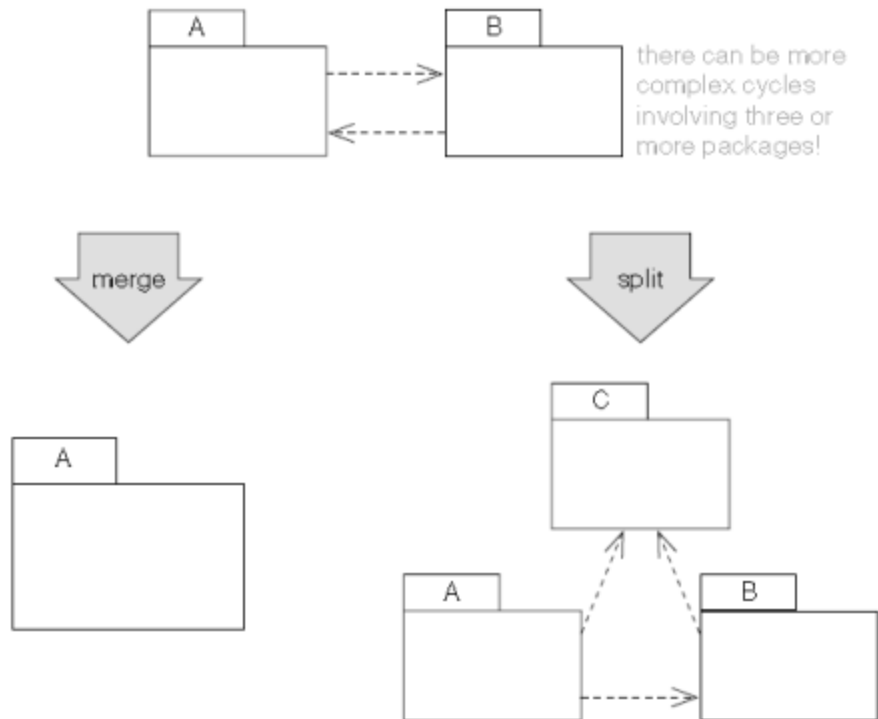 A
B
there can be more
complex cycles
involving three or
more packages!
merge
split
C
A
A
B